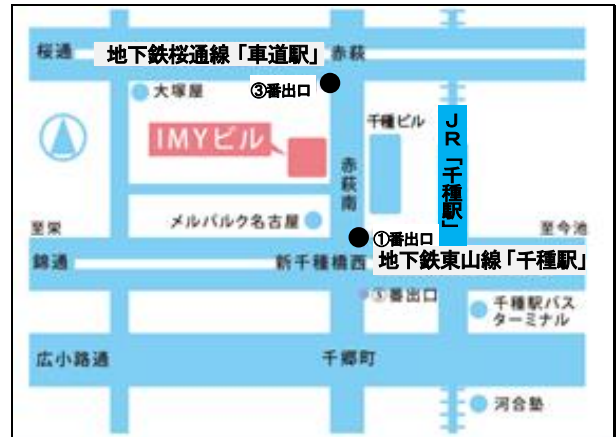 桜通
地下鉄桜通線「車道駅」
赤萩
大塚屋
③番出口
IMYビル
千種ビル
JR「千種駅」
赤萩南
至栄
メルパルク名古屋
①番出口
至今池
錦通
新千種橋西
地下鉄東山線「千種駅」
⑤番出口
千種駅バス
ターミナル
広小路通
千郷町
河合塾